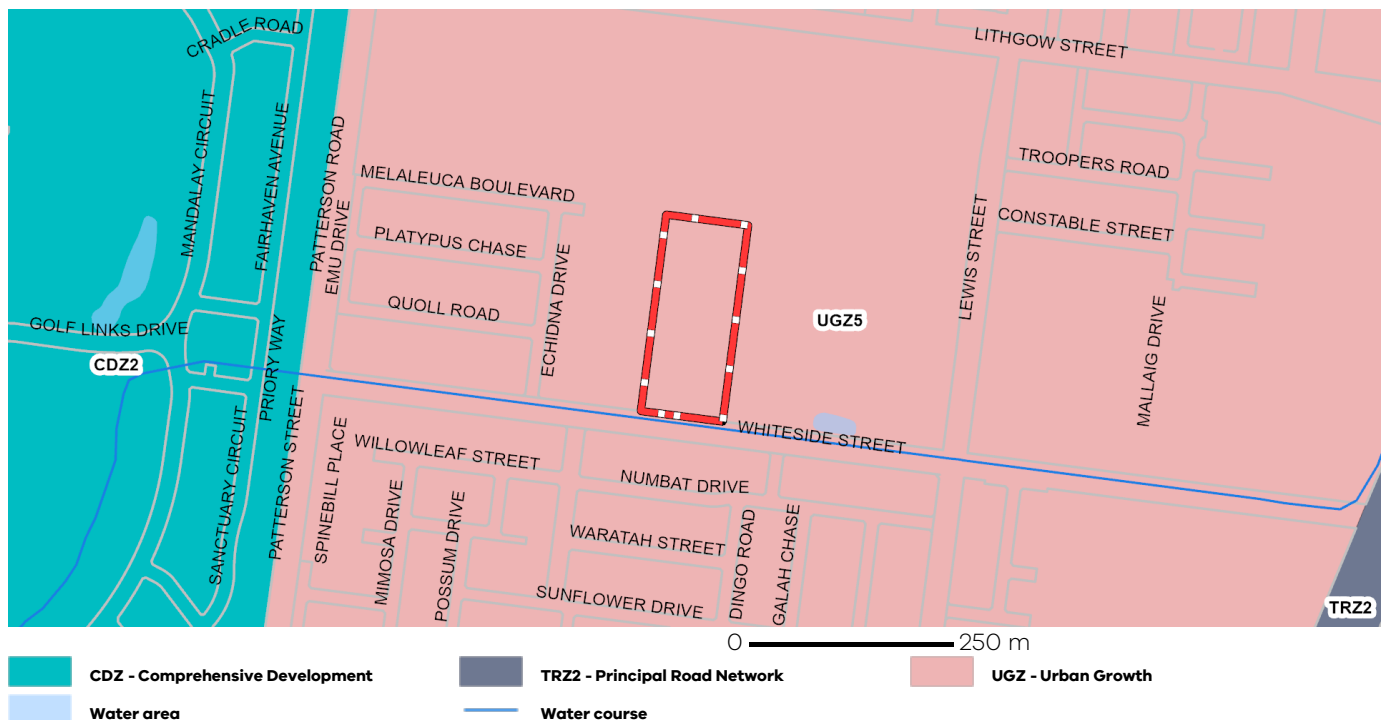 CRADLE ROAD
LITHGOW STREET
MANDALAY CIRCUIT
FAIRHAVEN AVENUE
PATTERSON ROAD
EMU DRIVE
MELALEUCA BOULEVARD
TROOPERS ROAD
PLATYPUS CHASE
CONSTABLE STREET
ECHIDNA DRIVE
LEWIS STREET
QUOLL ROAD
UGZ5
GOLF LINKS DRIVE
CDZ2
PRIORY WAY
MALLAIG DRIVE
PATTERSON STREET
SANCTUARY CIRCUIT
SPINEBILL PLACE
WHITESIDE STREET
WILLOWLEAF STREET
NUMBAT DRIVE
MIMOSA DRIVE
POSSUM DRIVE
WARATAH STREET
DINGO ROAD
GALAH CHASE
SUNFLOWER DRIVE
TRZ2
0 250 m
CDZ - Comprehensive Development
TRZ2 - Principal Road Network
UGZ - Urban Growth
Water area
Water course